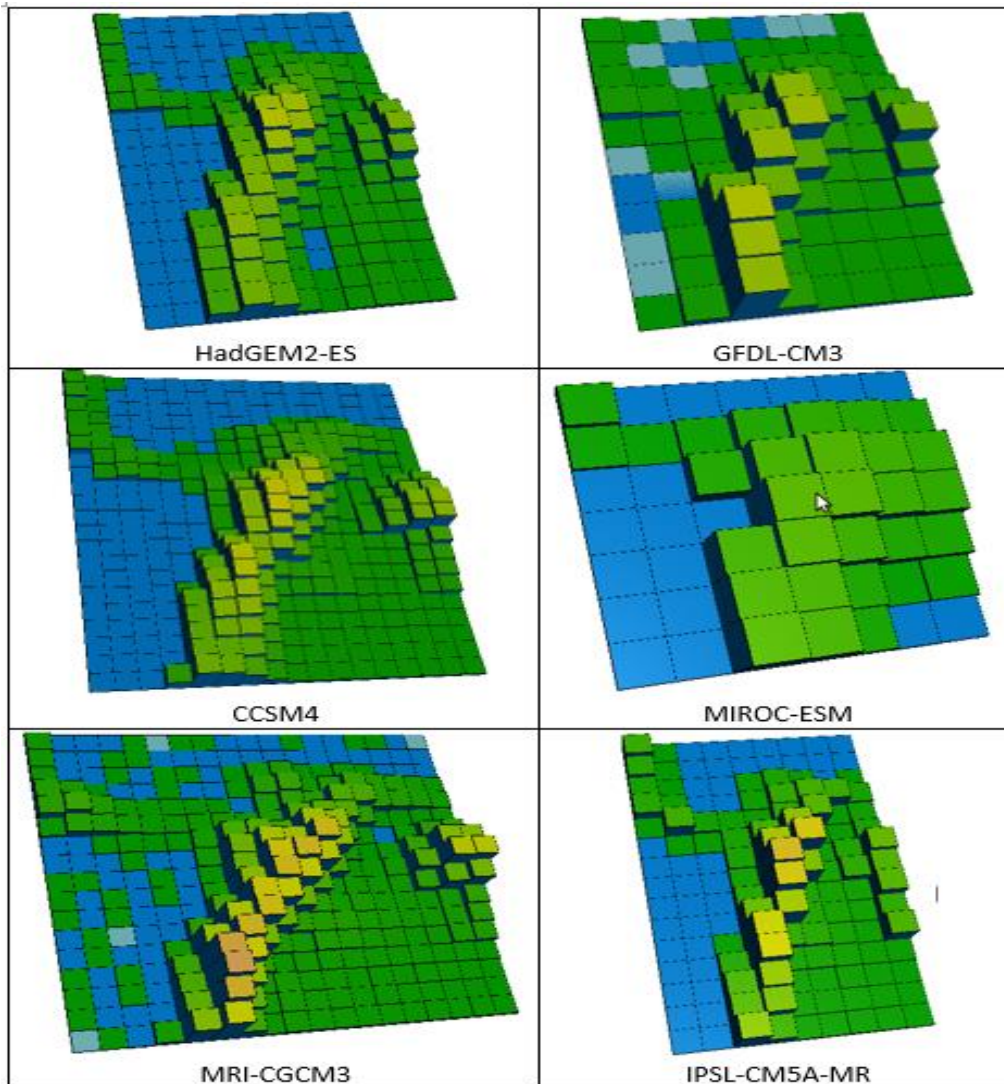 HadGEM2-ES
GFDL-CM3
CCSM4
MIROC-ESM
MRI-CGCM3
IPSL-CM5A-MR